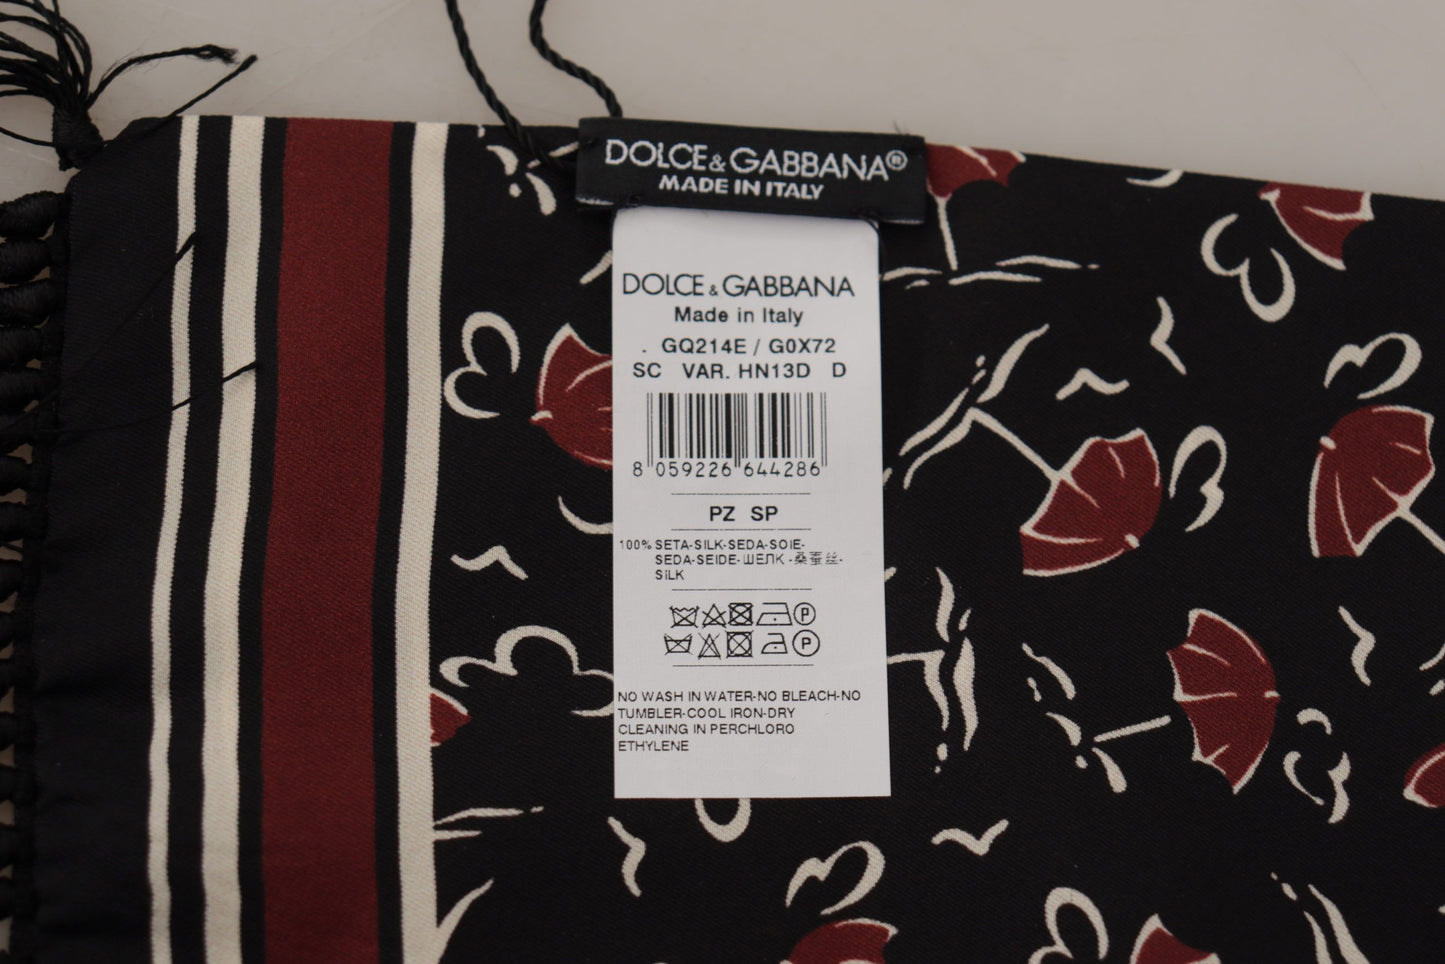 DOLCE&GABBANA®
MADE IN ITALY
DOLCE & GABBANA
Made in Italy
. GQ214E / G0X72
SC VAR. HN13D D
8 059226 644286
PZ SP
100% SETA-SILK-SEDA-SOIE-
SEDA-SEIDE-ШЕЛК -桑蚕丝-
SILK
P
P
NO WASH IN WATER-NO BLEACH-NO
TUMBLER-COOL IRON-DRY
CLEANING IN PERCHLORO
ETHYLENE